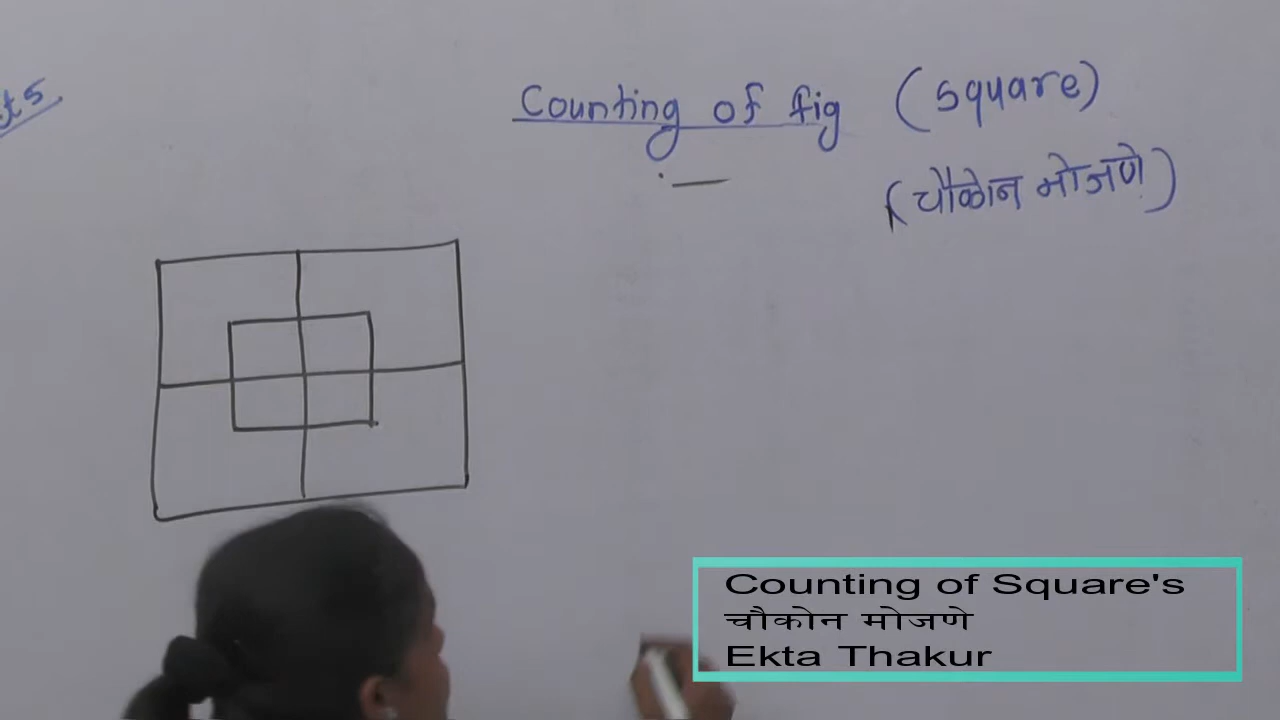 Counting of fig (square)
(चौकोन मोजणे)
Counting of Square's
चौकोन मोजणे
Ekta Thakur